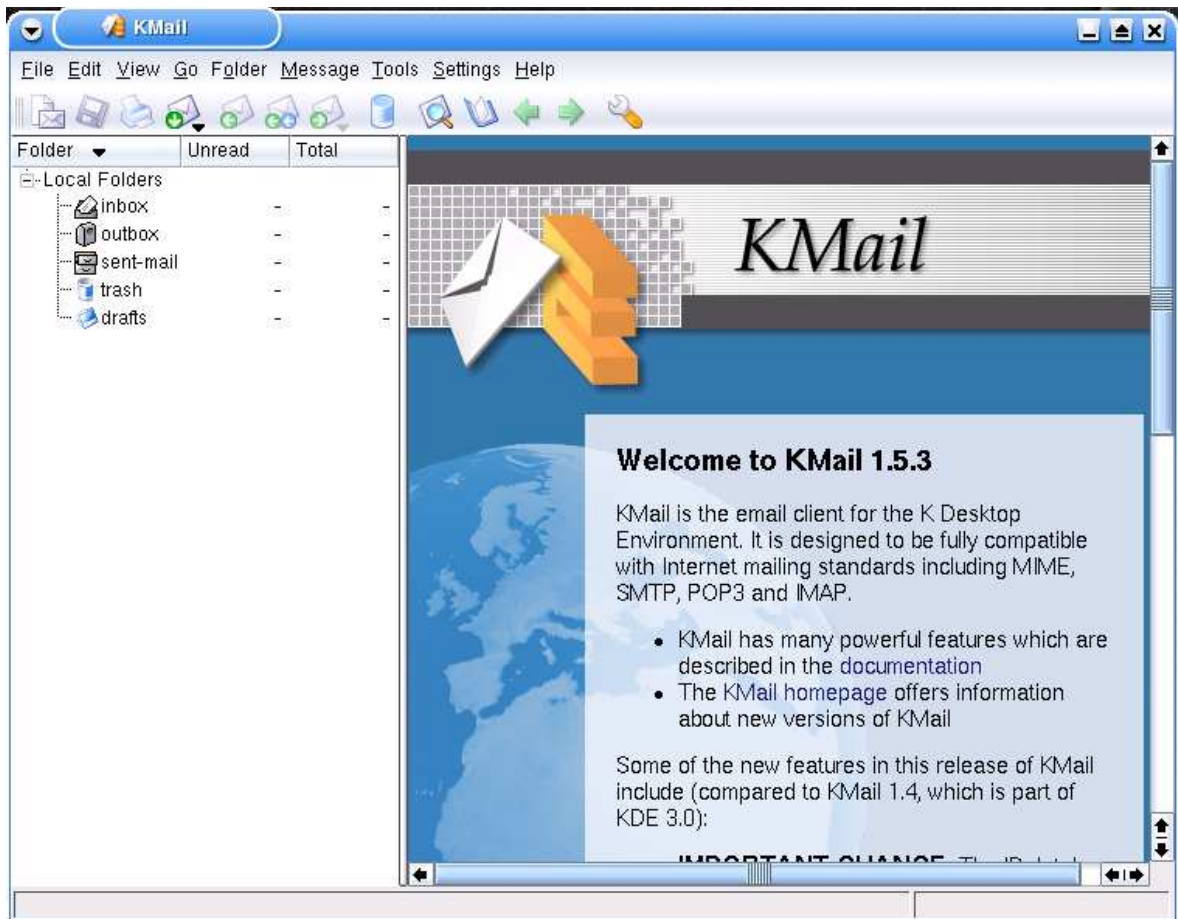 KMail
File Edit View Go Folder Message Tools Settings Help
Folder Unread Total
Local Folders
inbox - -
outbox - -
sent-mail - -
trash - -
drafts - -
KMail
Welcome to KMail 1.5.3
KMail is the email client for the K Desktop
Environment. It is designed to be fully compatible
with Internet mailing standards including MIME,
SMTP, POP3 and IMAP.
• KMail has many powerful features which are
described in the documentation
• The KMail homepage offers information
about new versions of KMail
Some of the new features in this release of KMail
include (compared to KMail 1.4, which is part of
KDE 3.0):
IMPORTANT CHANGE: The